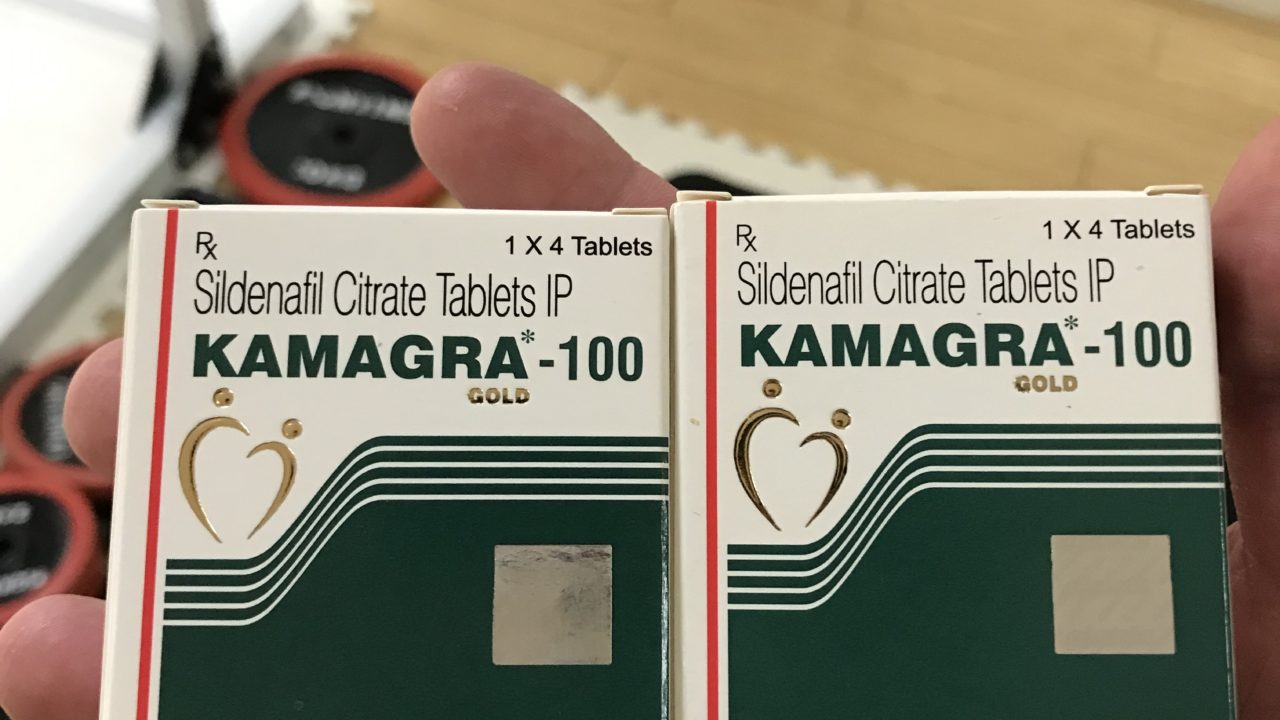 Rx
1 X 4 Tablets
Sildenafil Citrate Tablets IP
KAMAGRA*-100
GOLD
Rx
1 X 4 Tablets
Sildenafil Citrate Tablets IP
KAMAGRA*-100
GOLD